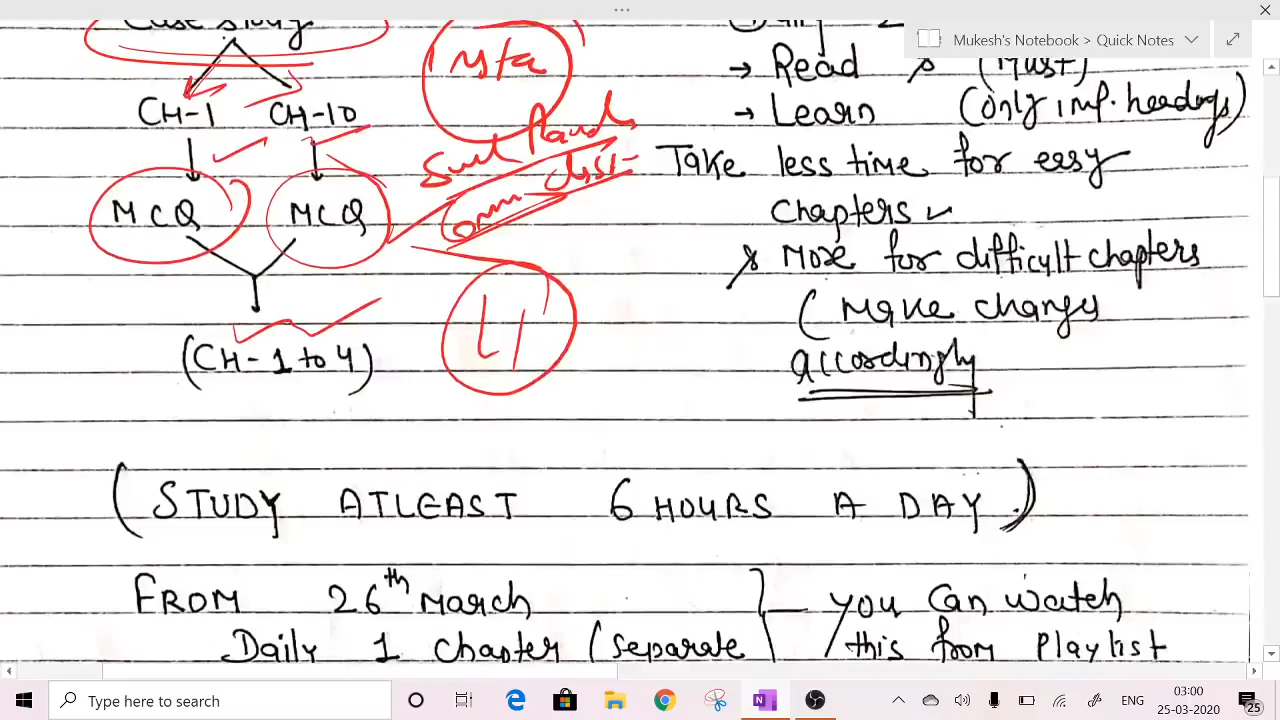 Mukesh's Notebook > Quick Notes
Case study
CH-1 CH-10
MCQ MCQ
(CH-1 to 4)
→ Read & (Must)
→ Learn (only imp. headings)
Take less time for easy
chapters
& More for difficult chapters
(Make changes
accordingly
(STUDY ATLEAST 6 HOURS A DAY)
FROM 26th March
Daily 1 chapter (separate
you can watch
this from playlist
Type here to search
ENG
03:00
25-03-2020
25